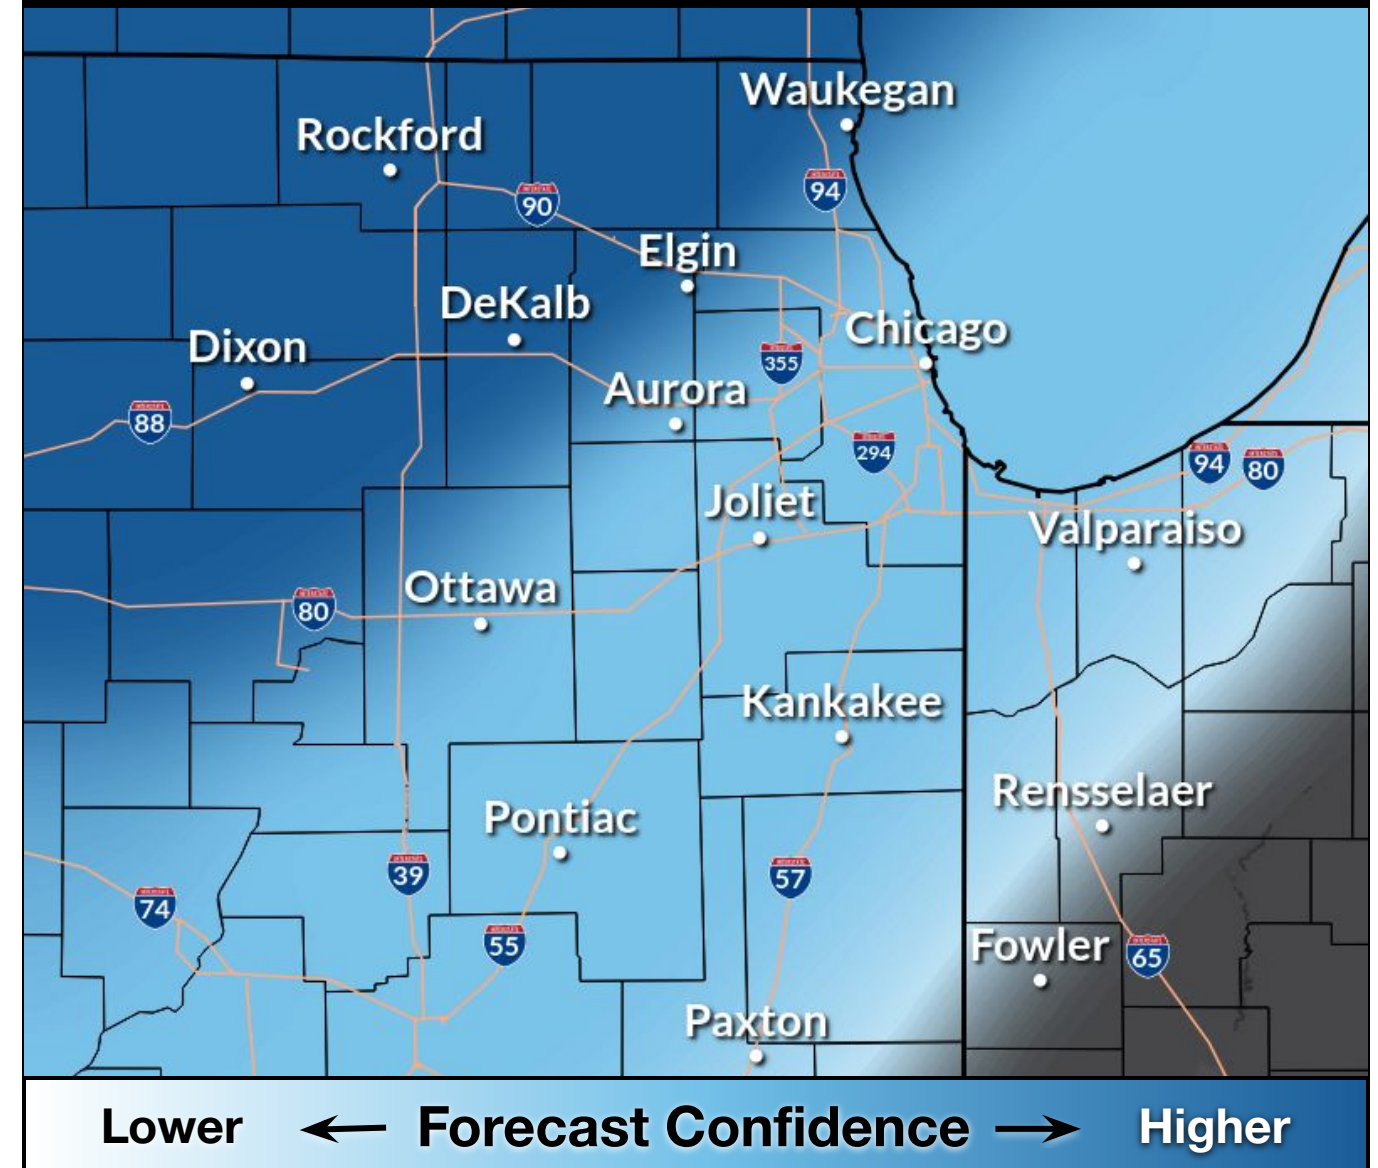 Waukegan
Rockford
94
90
Elgin
DeKalb
Chicago
Dixon
355
Aurora
88
294
94
80
Joliet
Valparaiso
Ottawa
80
Kankakee
Rensselaer
Pontiac
39
57
74
55
Fowler
65
Paxton
Lower ← Forecast Confidence → Higher